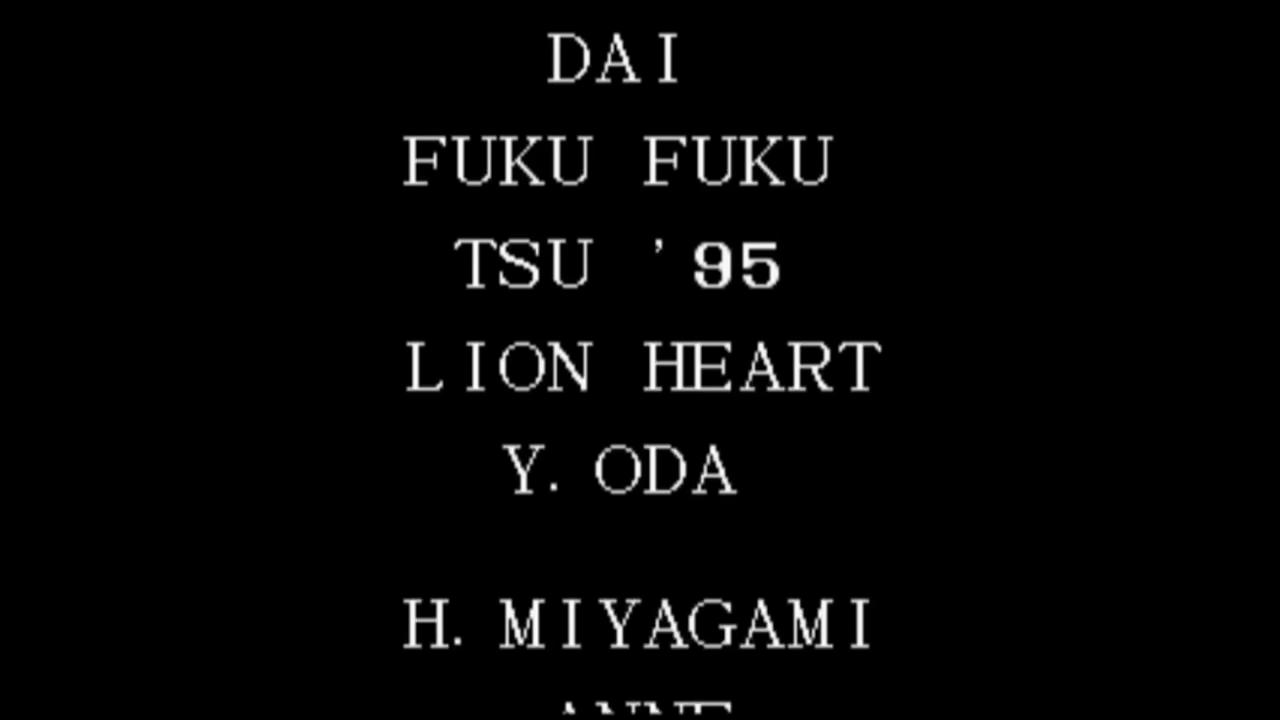 DAI
FUKU FUKU
TSU '95
LION HEART
Y. ODA
H. MIYAGAMI